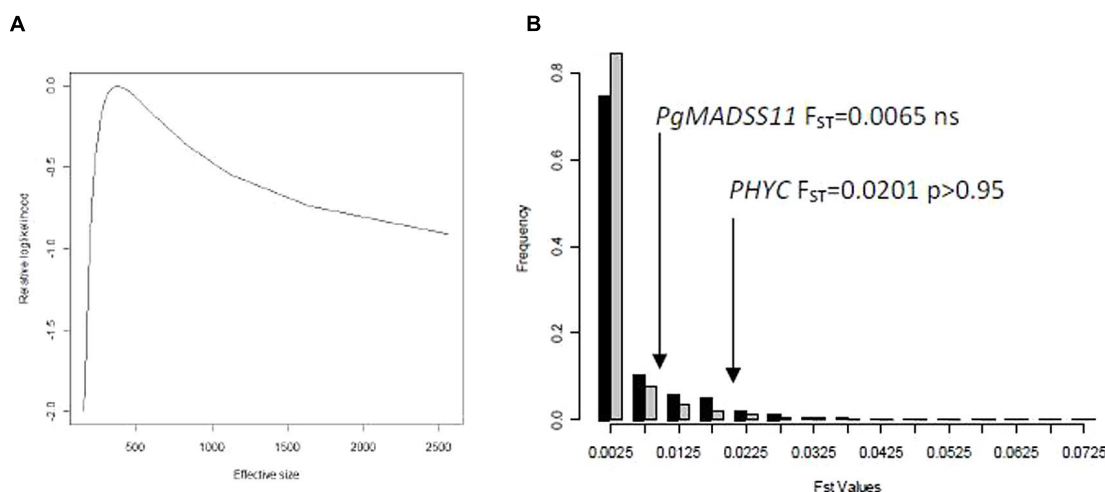 A
Relative loglikelihood
0.0
-0.5
-1.0
-1.5
-2.0
500 1000 1500 2000 2500
Effective size
B
Frequency
0.8
0.6
0.4
0.2
0.0
PgMADSS11 FST=0.0065 ns
PHYC FST=0.0201 p>0.95
0.0025 0.0125 0.0225 0.0325 0.0425 0.0525 0.0625 0.0725
Fst Values